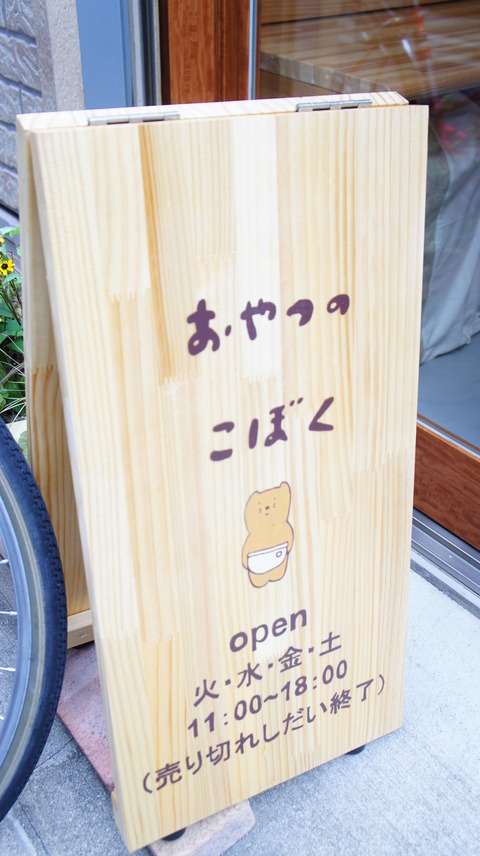 おやつの
こぼく
open
火・水・金・土
11:00~18:00
(売り切れしだい終了)